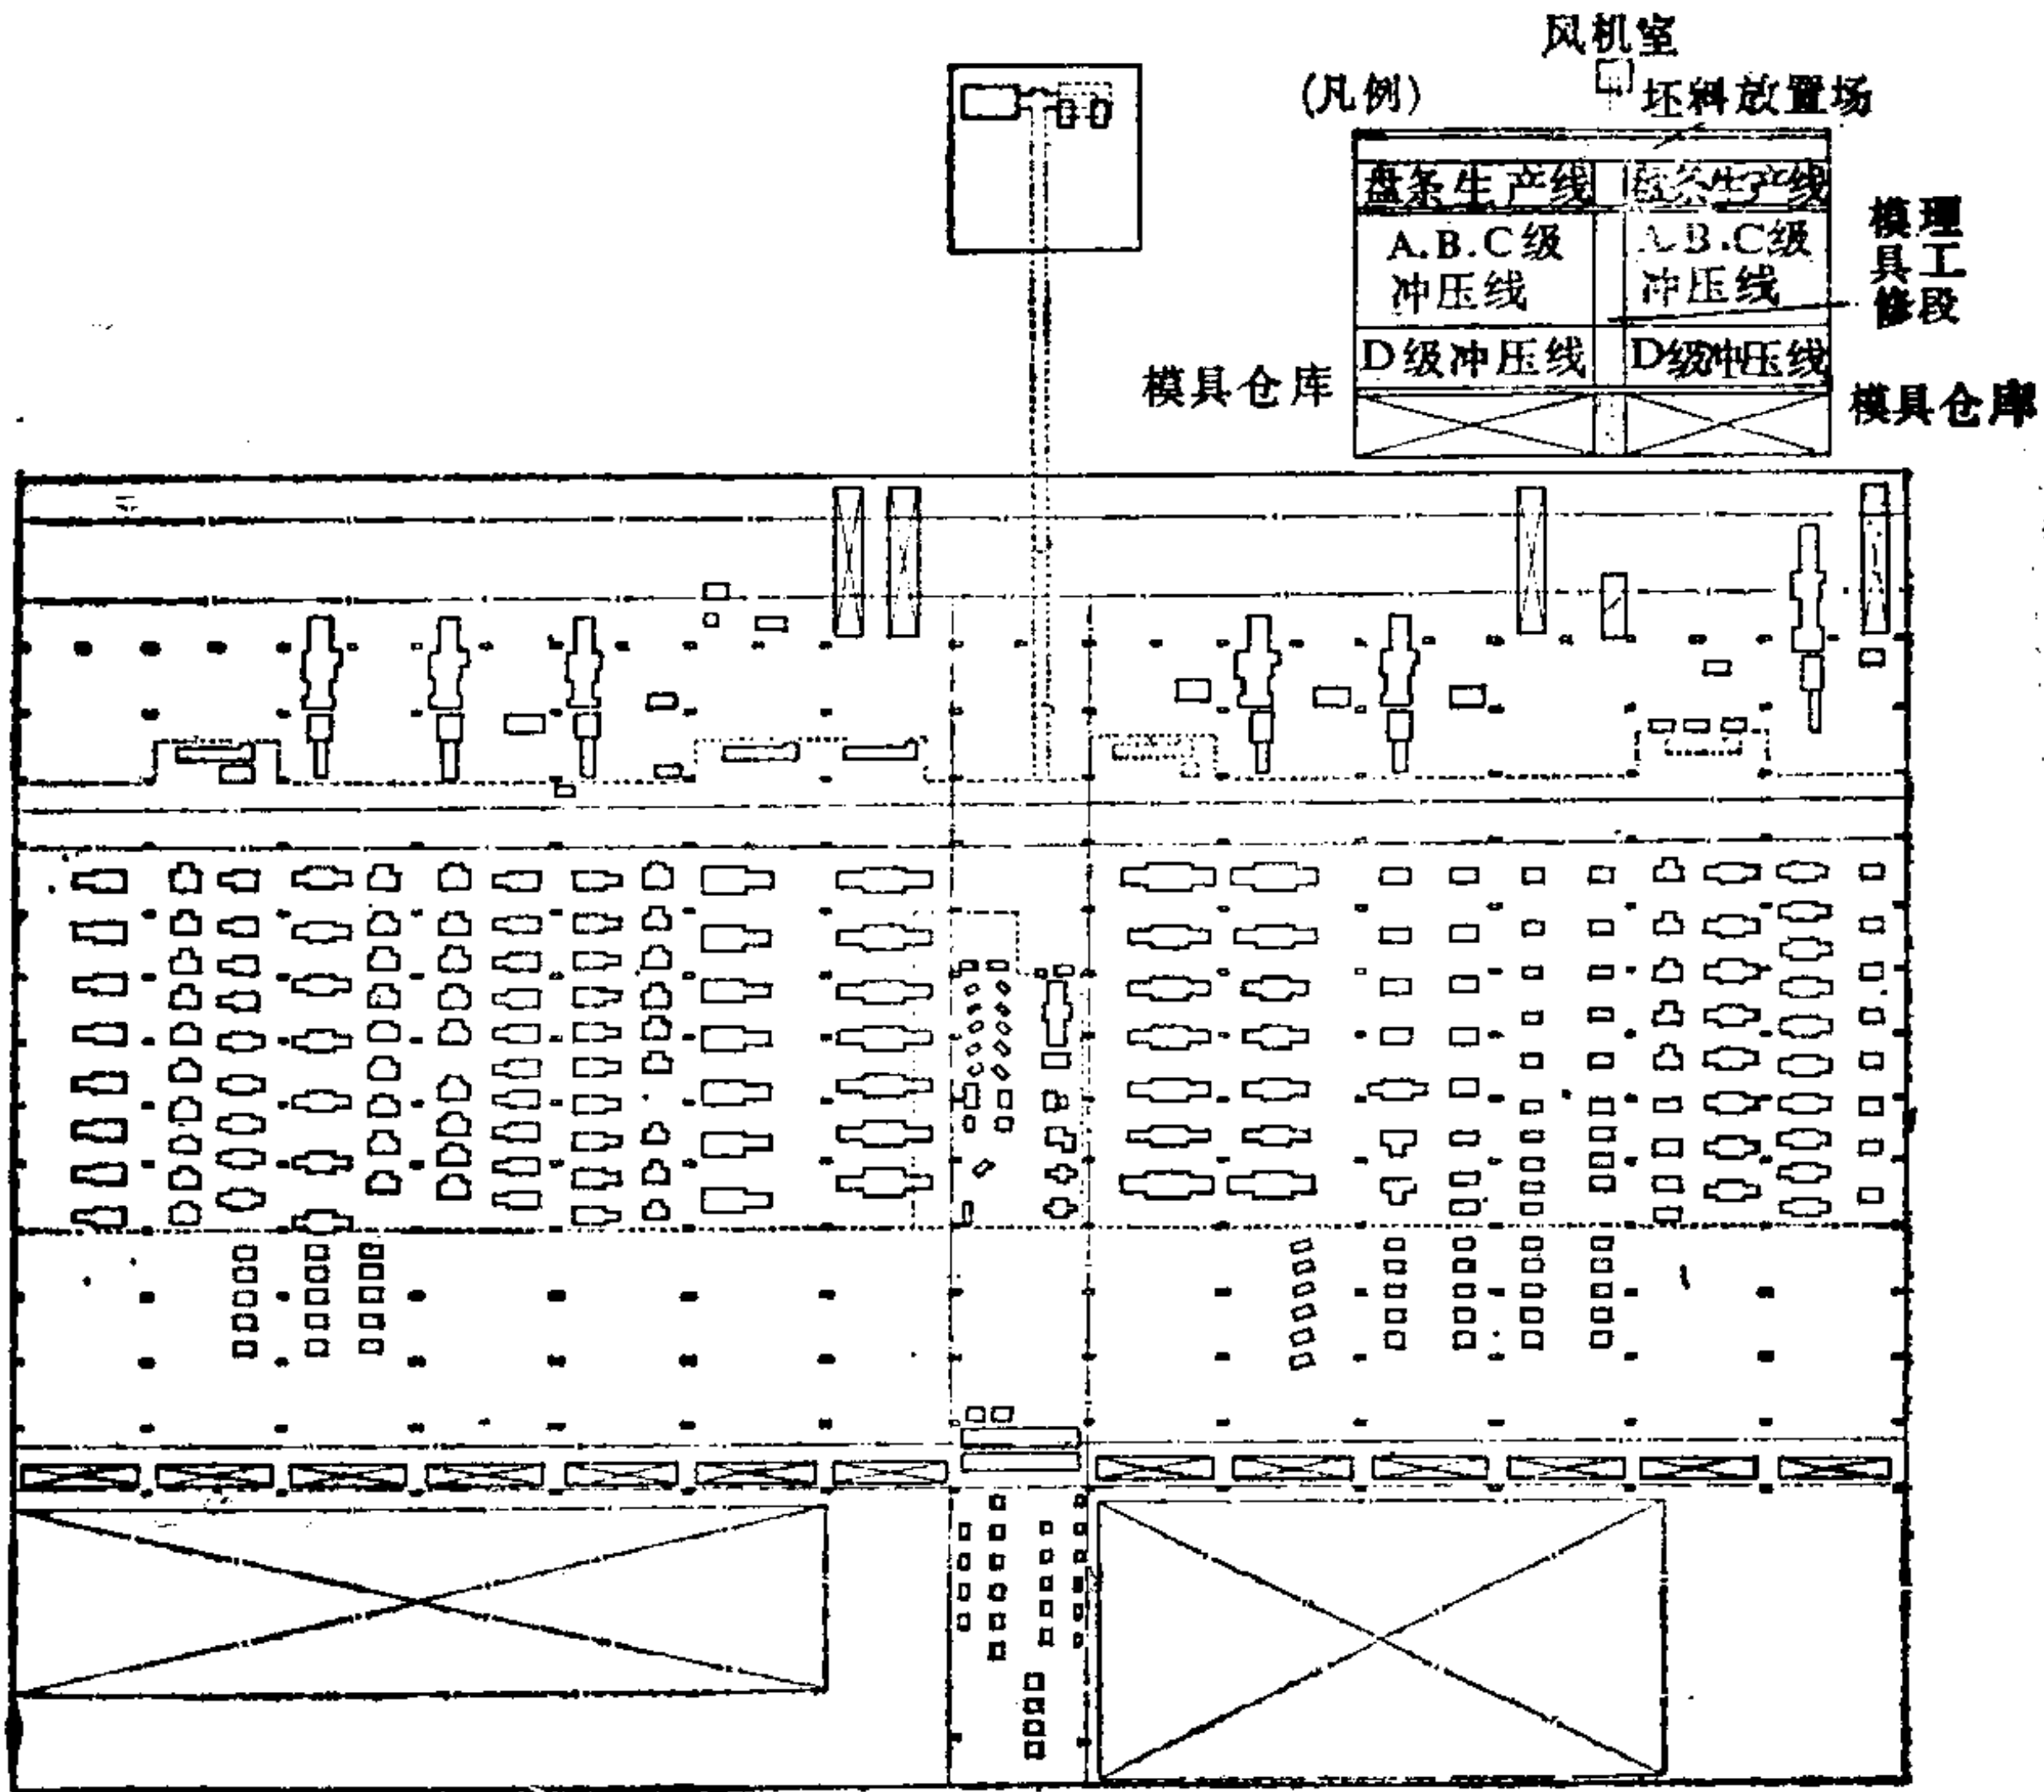 风机室
(凡例)
坯料放置场
盘条生产线
盘条生产线
A.B.C级
冲压线
A.B.C级
冲压线
模具修
理工段
D级冲压线
D级冲压线
模具仓库
模具仓库